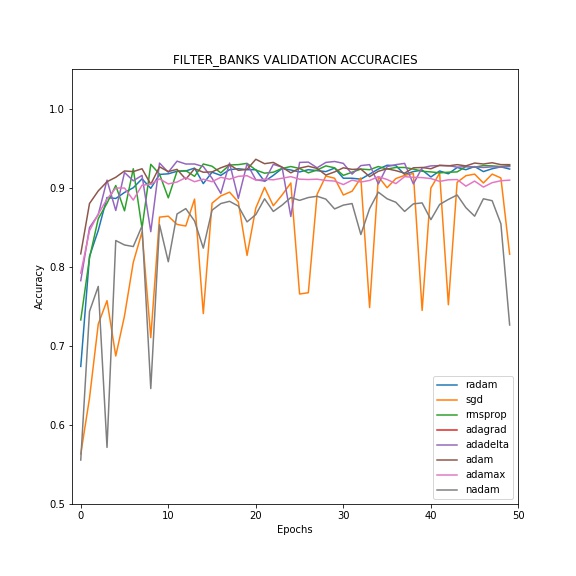 FILTER_BANKS VALIDATION ACCURACIES
1.0
0.9
0.8
0.7
0.6
0.5
Accuracy
0 10 20 30 40 50
Epochs
radam
sgd
rmsprop
adagrad
adadelta
adam
adamax
nadam